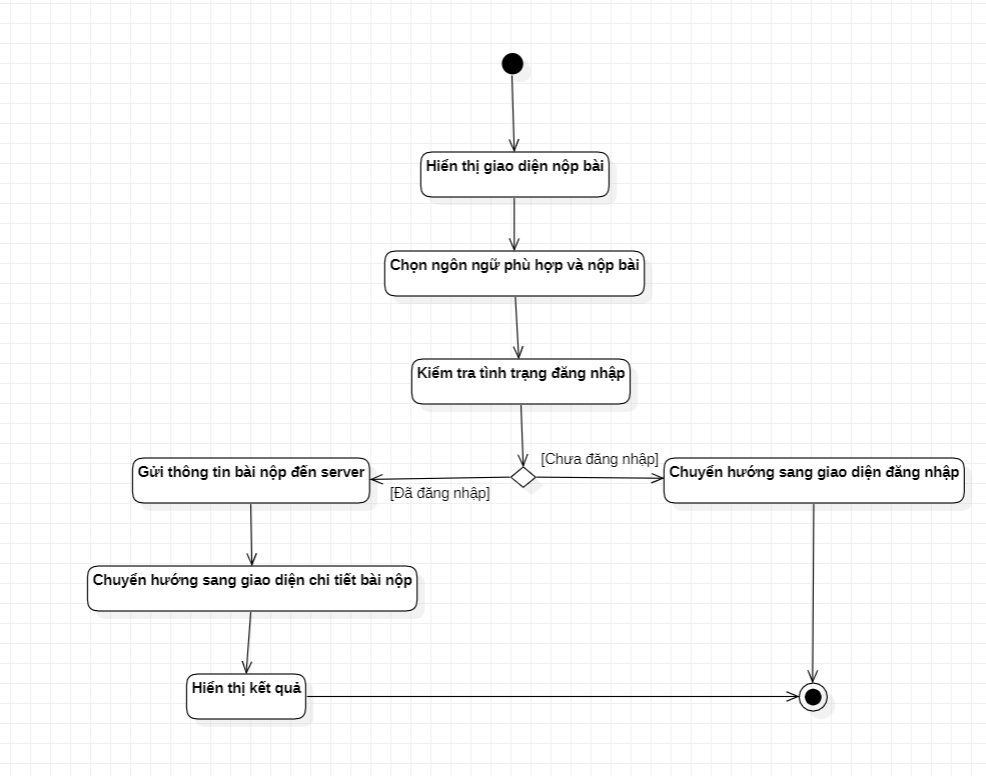 Hiển thị giao diện nộp bài
Chọn ngôn ngữ phù hợp và nộp bài
Kiểm tra tình trạng đăng nhập
[Chưa đăng nhập]
Gửi thông tin bài nộp đến server
Chuyển hướng sang giao diện đăng nhập
[Đã đăng nhập]
Chuyển hướng sang giao diện chi tiết bài nộp
Hiển thị kết quả